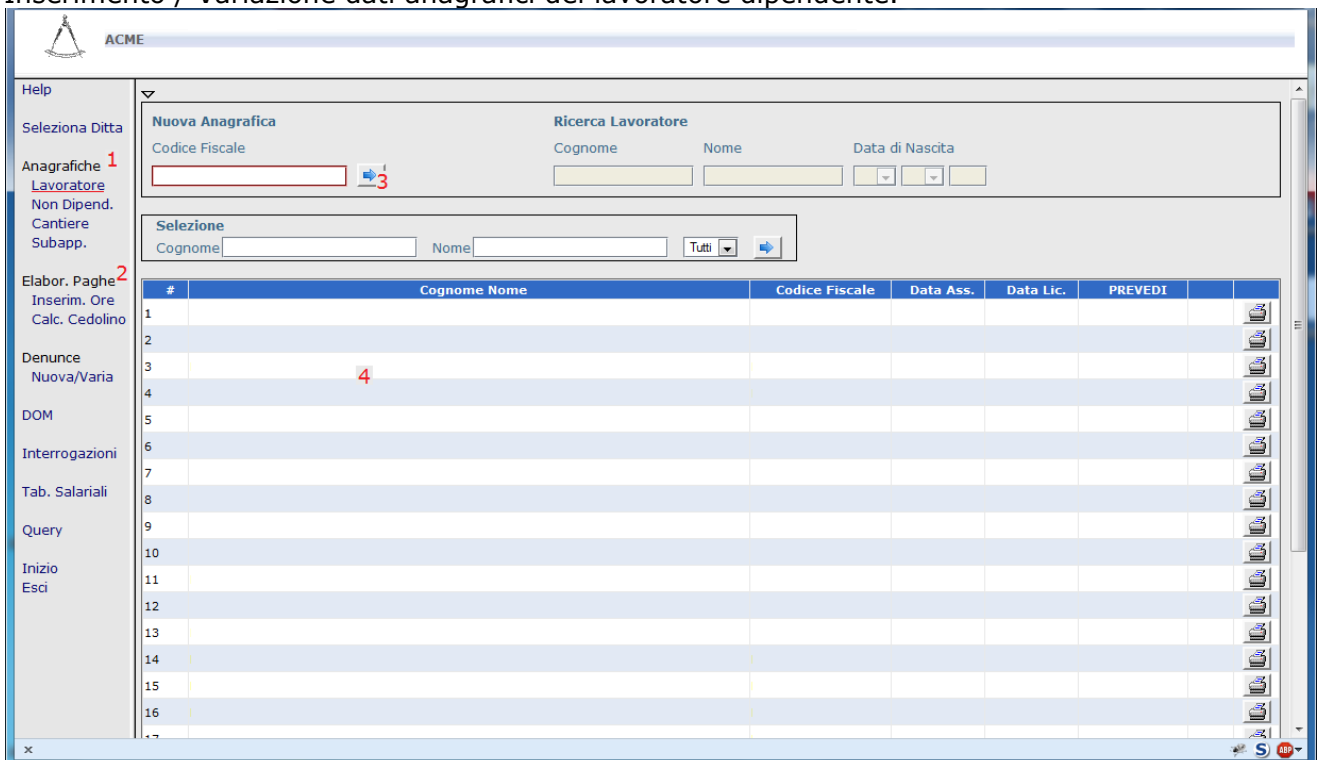 Inserimento / Variazione dati anagrafici del lavoratore dipendente.
ACME
Help
Seleziona Ditta
Anagrafiche 1
Lavoratore
Non Dipend.
Cantiere
Subapp.
Elabor. Paghe 2
Inserim. Ore
Calc. Cedolino
Denunce
Nuova/Varia
DOM
Interrogazioni
Tab. Salariali
Query
Inizio
Esci
Nuova Anagrafica
Codice Fiscale
3
Ricerca Lavoratore
Cognome Nome Data di Nascita
Selezione
Cognome Nome Tutti
# Cognome Nome Codice Fiscale Data Ass. Data Lic. PREVEDI
1
2
3
4
4
5
6
7
8
9
10
11
12
13
14
15
16
17
x S ABP